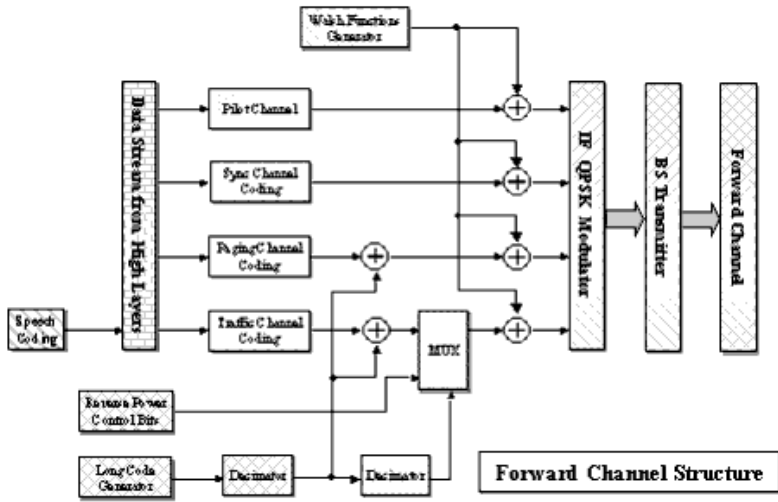 Walsh Functions
Generator
Data Stream from High Layers
Pilot Channel
Sync Channel
Coding
Paging Channel
Coding
Traffic Channel
Coding
Speech
Coding
MUX
Reverse Power
Control Bits
Long Code
Generator
Decimator
Decimator
IF QPSK Modulator
BS Transmitter
Forward Channel
Forward Channel Structure